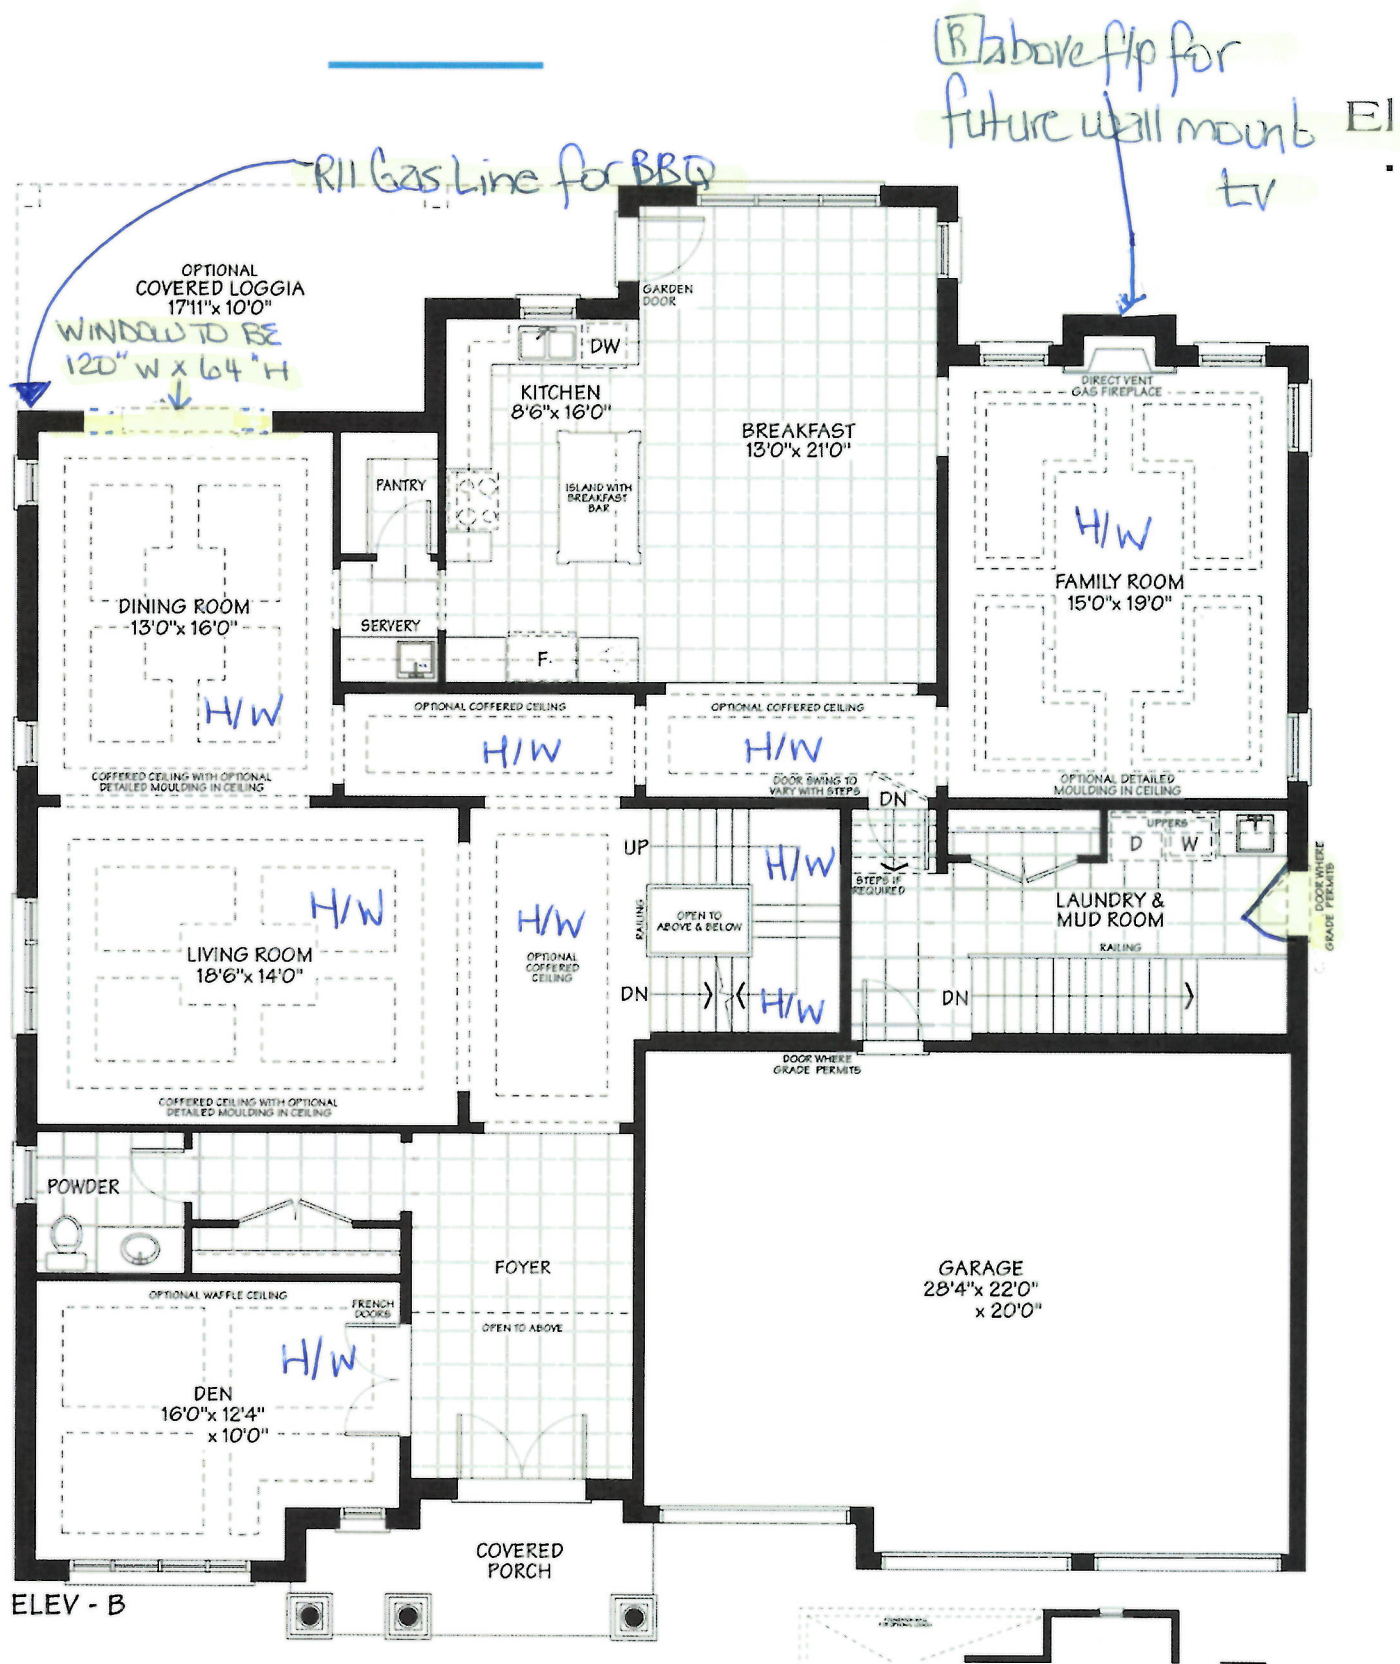 R above f/p for
future wall mount
tv
El
R/I Gas Line for BBQ
OPTIONAL
COVERED LOGGIA
17'11"x 10'0"
WINDOW TO BE
120" W x 64" H
GARDEN
DOOR
DW
KITCHEN
8'6"x 16'0"
BREAKFAST
13'0"x 21'0"
DIRECT VENT
GAS FIREPLACE
PANTRY
ISLAND WITH
BREAKFAST
BAR
H/W
FAMILY ROOM
15'0"x 19'0"
DINING ROOM
13'0"x 16'0"
SERVERY
F.
H/W
OPTIONAL COFFERED CEILING
OPTIONAL COFFERED CEILING
H/W
H/W
COFFERED CEILING WITH OPTIONAL
DETAILED MOULDING IN CEILING
DOOR SWING TO
VARY WITH STEPS
OPTIONAL DETAILED
MOULDING IN CEILING
DN
UP
H/W
UPPERS
D W
STEPS IF
REQUIRED
LAUNDRY &
MUD ROOM
DOOR WHERE
GRADE PERMITS
H/W
H/W
RAILING
OPEN TO
ABOVE & BELOW
LIVING ROOM
18'6"x 14'0"
OPTIONAL
COFFERED
CEILING
RAILING
DN
H/W
DN
DOOR WHERE
GRADE PERMITS
COFFERED CEILING WITH OPTIONAL
DETAILED MOULDING IN CEILING
POWDER
FOYER
GARAGE
28'4"x 22'0"
x 20'0"
OPTIONAL WAFFLE CEILING
FRENCH
DOORS
OPEN TO ABOVE
H/W
DEN
16'0"x 12'4"
x 10'0"
COVERED
PORCH
ELEV - B